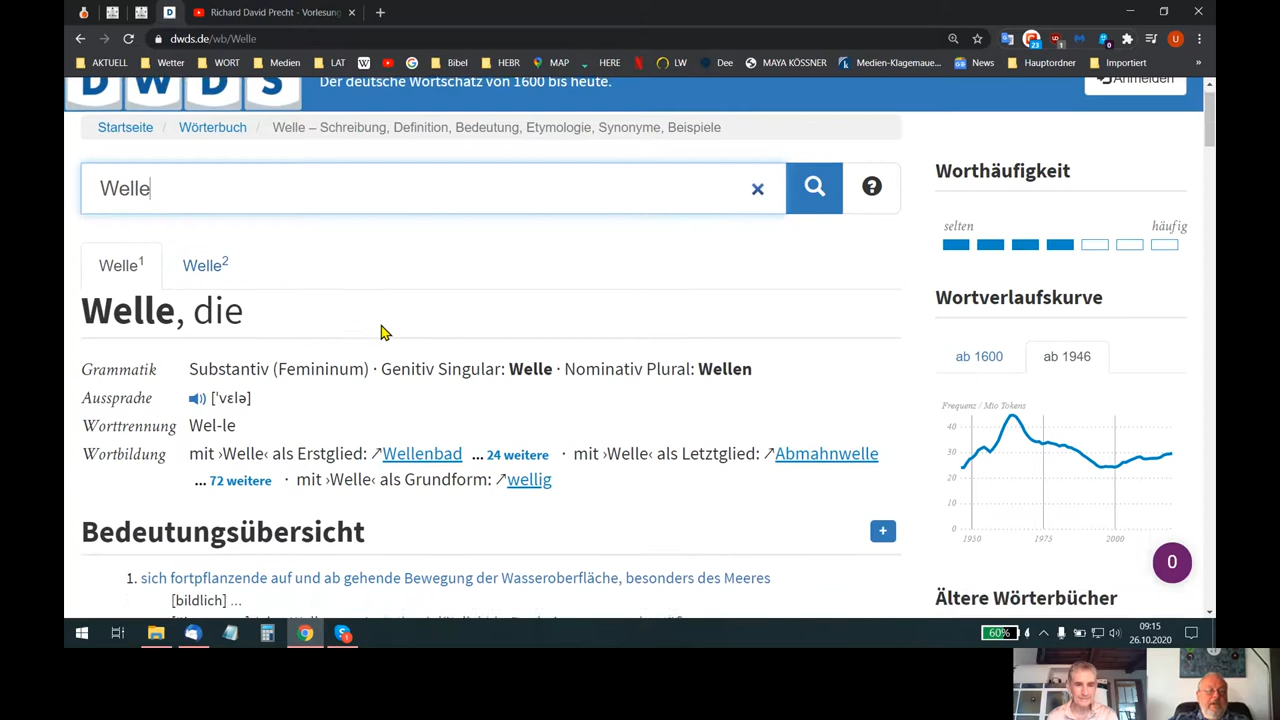 Richard David Precht - Vorlesung
dwds.de/wb/Welle
AKTUELL Wetter WORT Medien LAT Bibel HEBR MAP HERE LW Dee MAYA KÖSSNER Medien-Klagemaue... News Hauptordner Importiert »
DWDS
Der deutsche Wortschatz von 1600 bis heute.
Anmelden
Startseite / Wörterbuch / Welle – Schreibung, Definition, Bedeutung, Etymologie, Synonyme, Beispiele
Welle
Welle1 Welle2
Welle, die
Grammatik Substantiv (Femininum) · Genitiv Singular: Welle · Nominativ Plural: Wellen
Aussprache [ˈvɛlə]
Worttrennung Wel-le
Wortbildung mit ›Welle‹ als Erstglied: ↗Wellenbad ... 24 weitere · mit ›Welle‹ als Letztglied: ↗Abmahnwelle
... 72 weitere · mit ›Welle‹ als Grundform: ↗wellig
Bedeutungsübersicht +
1. sich fortpflanzende auf und ab gehende Bewegung der Wasseroberfläche, besonders des Meeres
[bildlich] ...
Worthäufigkeit
selten häufig
Wortverlaufskurve
ab 1600 ab 1946
Frequenz / Mio Tokens
40
30
20
10
0
1950 1975 2000
0
Ältere Wörterbücher
60%
09:15
26.10.2020